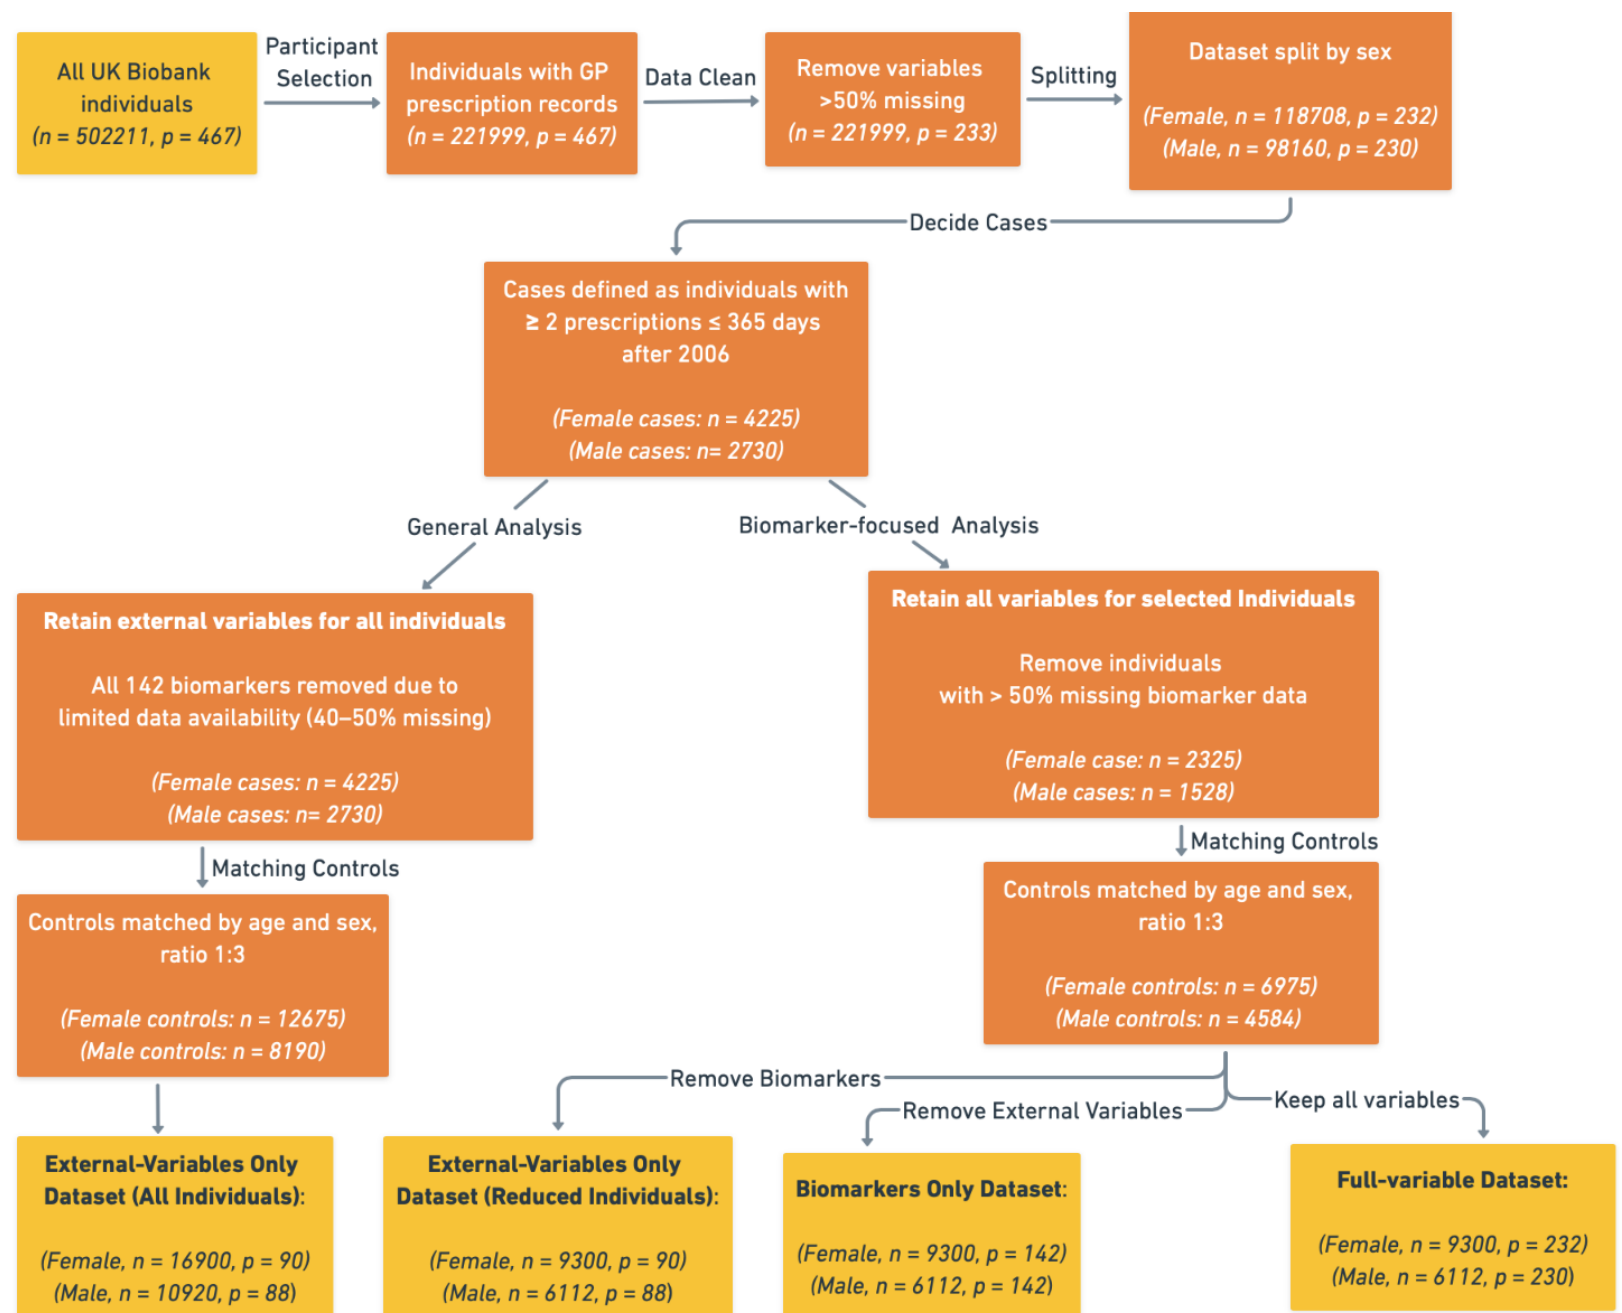 All UK Biobank
individuals
(n = 502211, p = 467)
Participant
Selection
Individuals with GP
prescription records
(n = 221999, p = 467)
Data Clean
Remove variables
>50% missing
(n = 221999, p = 233)
Splitting
Dataset split by sex
(Female, n = 118708, p = 232)
(Male, n = 98160, p = 230)
Decide Cases
Cases defined as individuals with
≥ 2 prescriptions ≤ 365 days
after 2006
(Female cases: n = 4225)
(Male cases: n= 2730)
General Analysis
Biomarker-focused Analysis
Retain external variables for all individuals
All 142 biomarkers removed due to
limited data availability (40–50% missing)
(Female cases: n = 4225)
(Male cases: n= 2730)
Retain all variables for selected Individuals
Remove individuals
with > 50% missing biomarker data
(Female case: n = 2325)
(Male cases: n = 1528)
Matching Controls
Matching Controls
Controls matched by age and sex,
ratio 1:3
(Female controls: n = 12675)
(Male controls: n = 8190)
Controls matched by age and sex,
ratio 1:3
(Female controls: n = 6975)
(Male controls: n = 4584)
Remove Biomarkers
Remove External Variables
Keep all variables
External-Variables Only
Dataset (All Individuals):
(Female, n = 16900, p = 90)
(Male, n = 10920, p = 88)
External-Variables Only
Dataset (Reduced Individuals):
(Female, n = 9300, p = 90)
(Male, n = 6112, p = 88)
Biomarkers Only Dataset:
(Female, n = 9300, p = 142)
(Male, n = 6112, p = 142)
Full-variable Dataset:
(Female, n = 9300, p = 232)
(Male, n = 6112, p = 230)